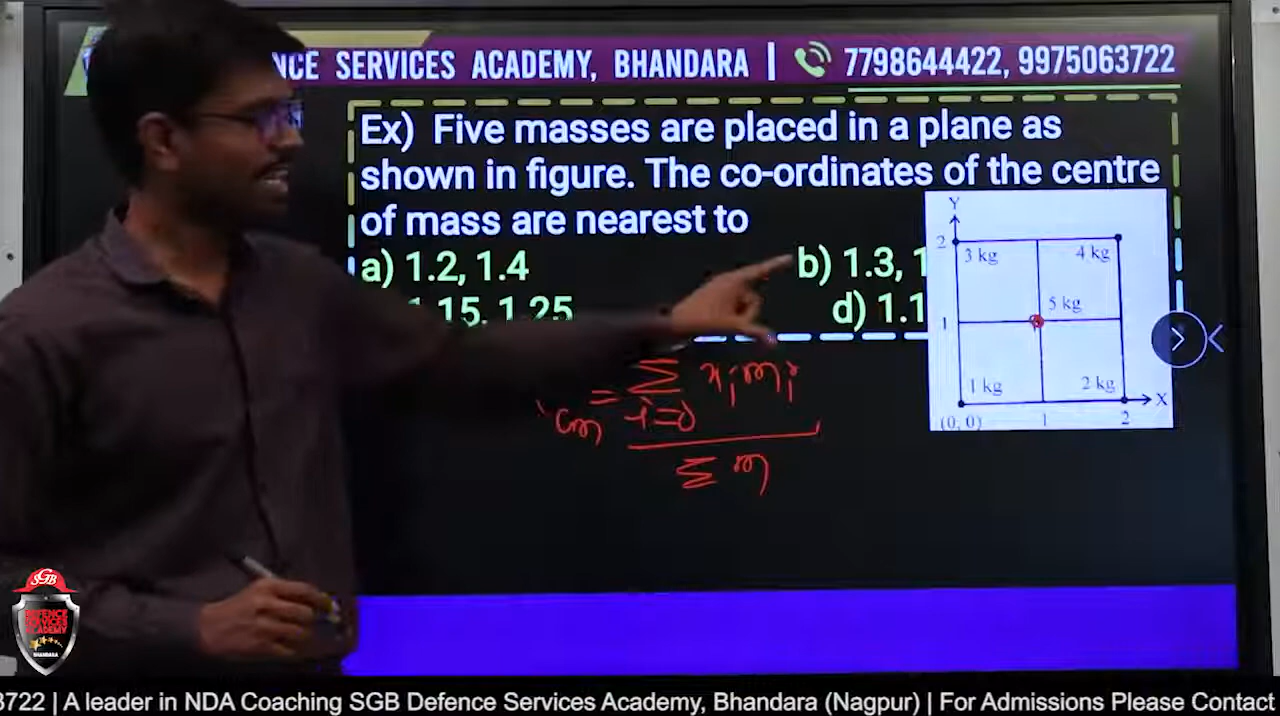 NCE SERVICES ACADEMY, BHANDARA | 7798644422, 9975063722
Ex) Five masses are placed in a plane as
shown in figure. The co-ordinates of the centre
of mass are nearest to
a) 1.2, 1.4
b) 1.3, 1
1.15, 1.25
d) 1.1
Y
2
3 kg
4 kg
5 kg
1
1 kg
2 kg
X
(0, 0)
1
2
cm = Σ i=0 xᵢmᵢ
Σ m
SGB
DEFENCE
SERVICES
ACADEMY
BHANDARA
3722 | A leader in NDA Coaching SGB Defence Services Academy, Bhandara (Nagpur) | For Admissions Please Contact